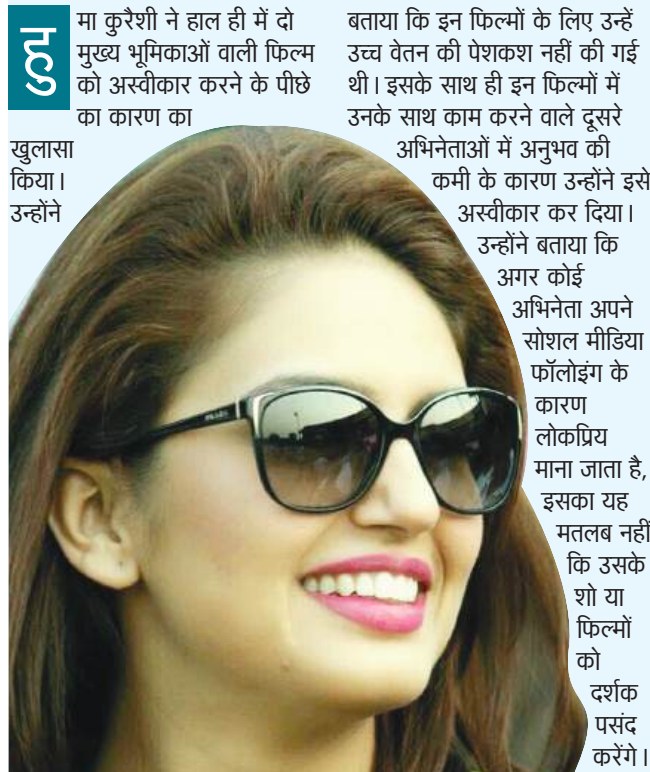 हु
मा कुरैशी ने हाल ही में दो
मुख्य भूमिकाओं वाली फिल्म
को अस्वीकार करने के पीछे
का कारण का
खुलासा
किया।
उन्होंने
बताया कि इन फिल्मों के लिए उन्हें
उच्च वेतन की पेशकश नहीं की गई
थी। इसके साथ ही इन फिल्मों में
उनके साथ काम करने वाले दूसरे
अभिनेताओं में अनुभव की
कमी के कारण उन्होंने इसे
अस्वीकार कर दिया।
उन्होंने बताया कि
अगर कोई
अभिनेता अपने
सोशल मीडिया
फॉलोइंग के
कारण
लोकप्रिय
माना जाता है,
इसका यह
मतलब नहीं
कि उसके
शो या
फिल्मों
को
दर्शक
पसंद
करेंगे।